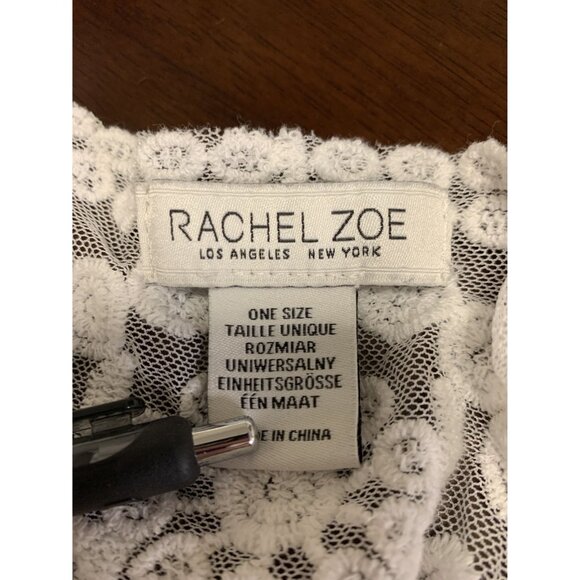 RACHEL ZOE
LOS ANGELES NEW YORK
ONE SIZE
TAILLE UNIQUE
ROZMIAR
UNIWERSALNY
EINHEITSGRÖSSE
ÉÉN MAAT
E IN CHINA